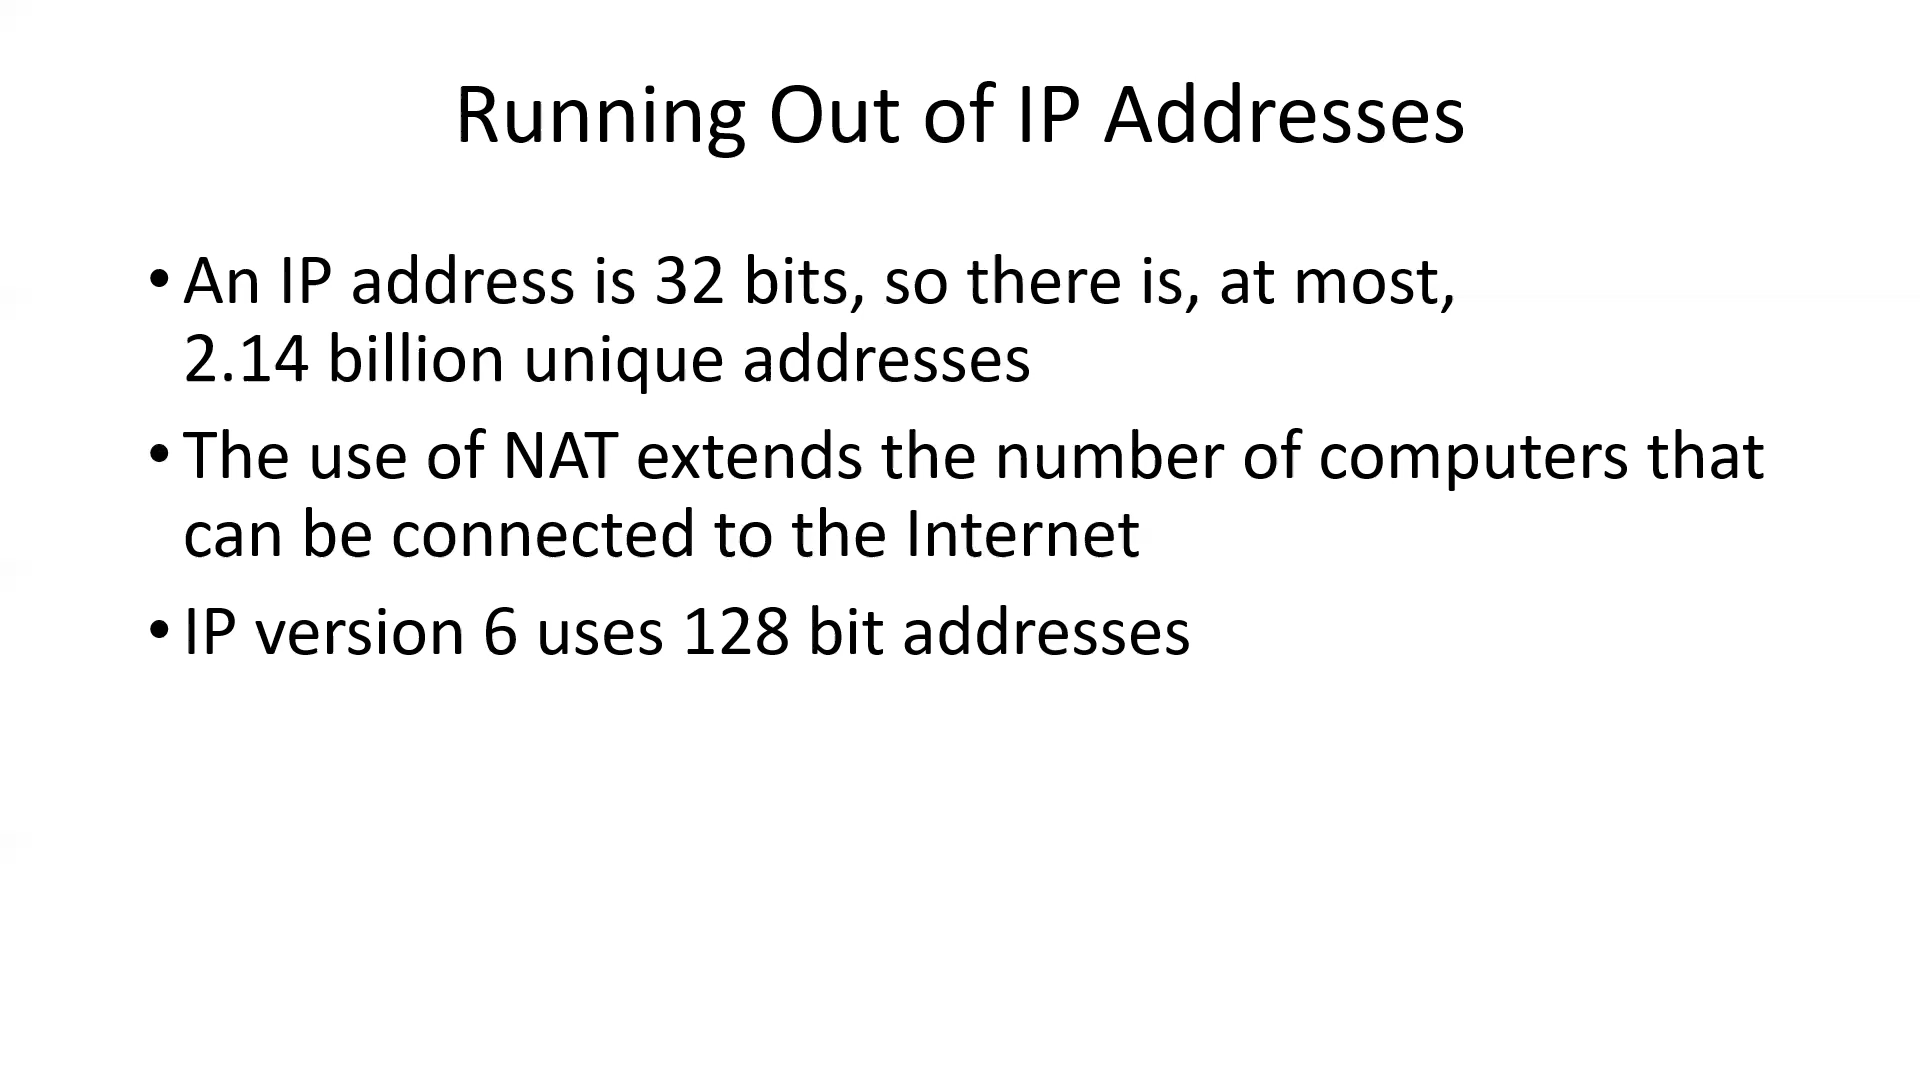 Running Out of IP Addresses
• An IP address is 32 bits, so there is, at most,
2.14 billion unique addresses
• The use of NAT extends the number of computers that
can be connected to the Internet
• IP version 6 uses 128 bit addresses